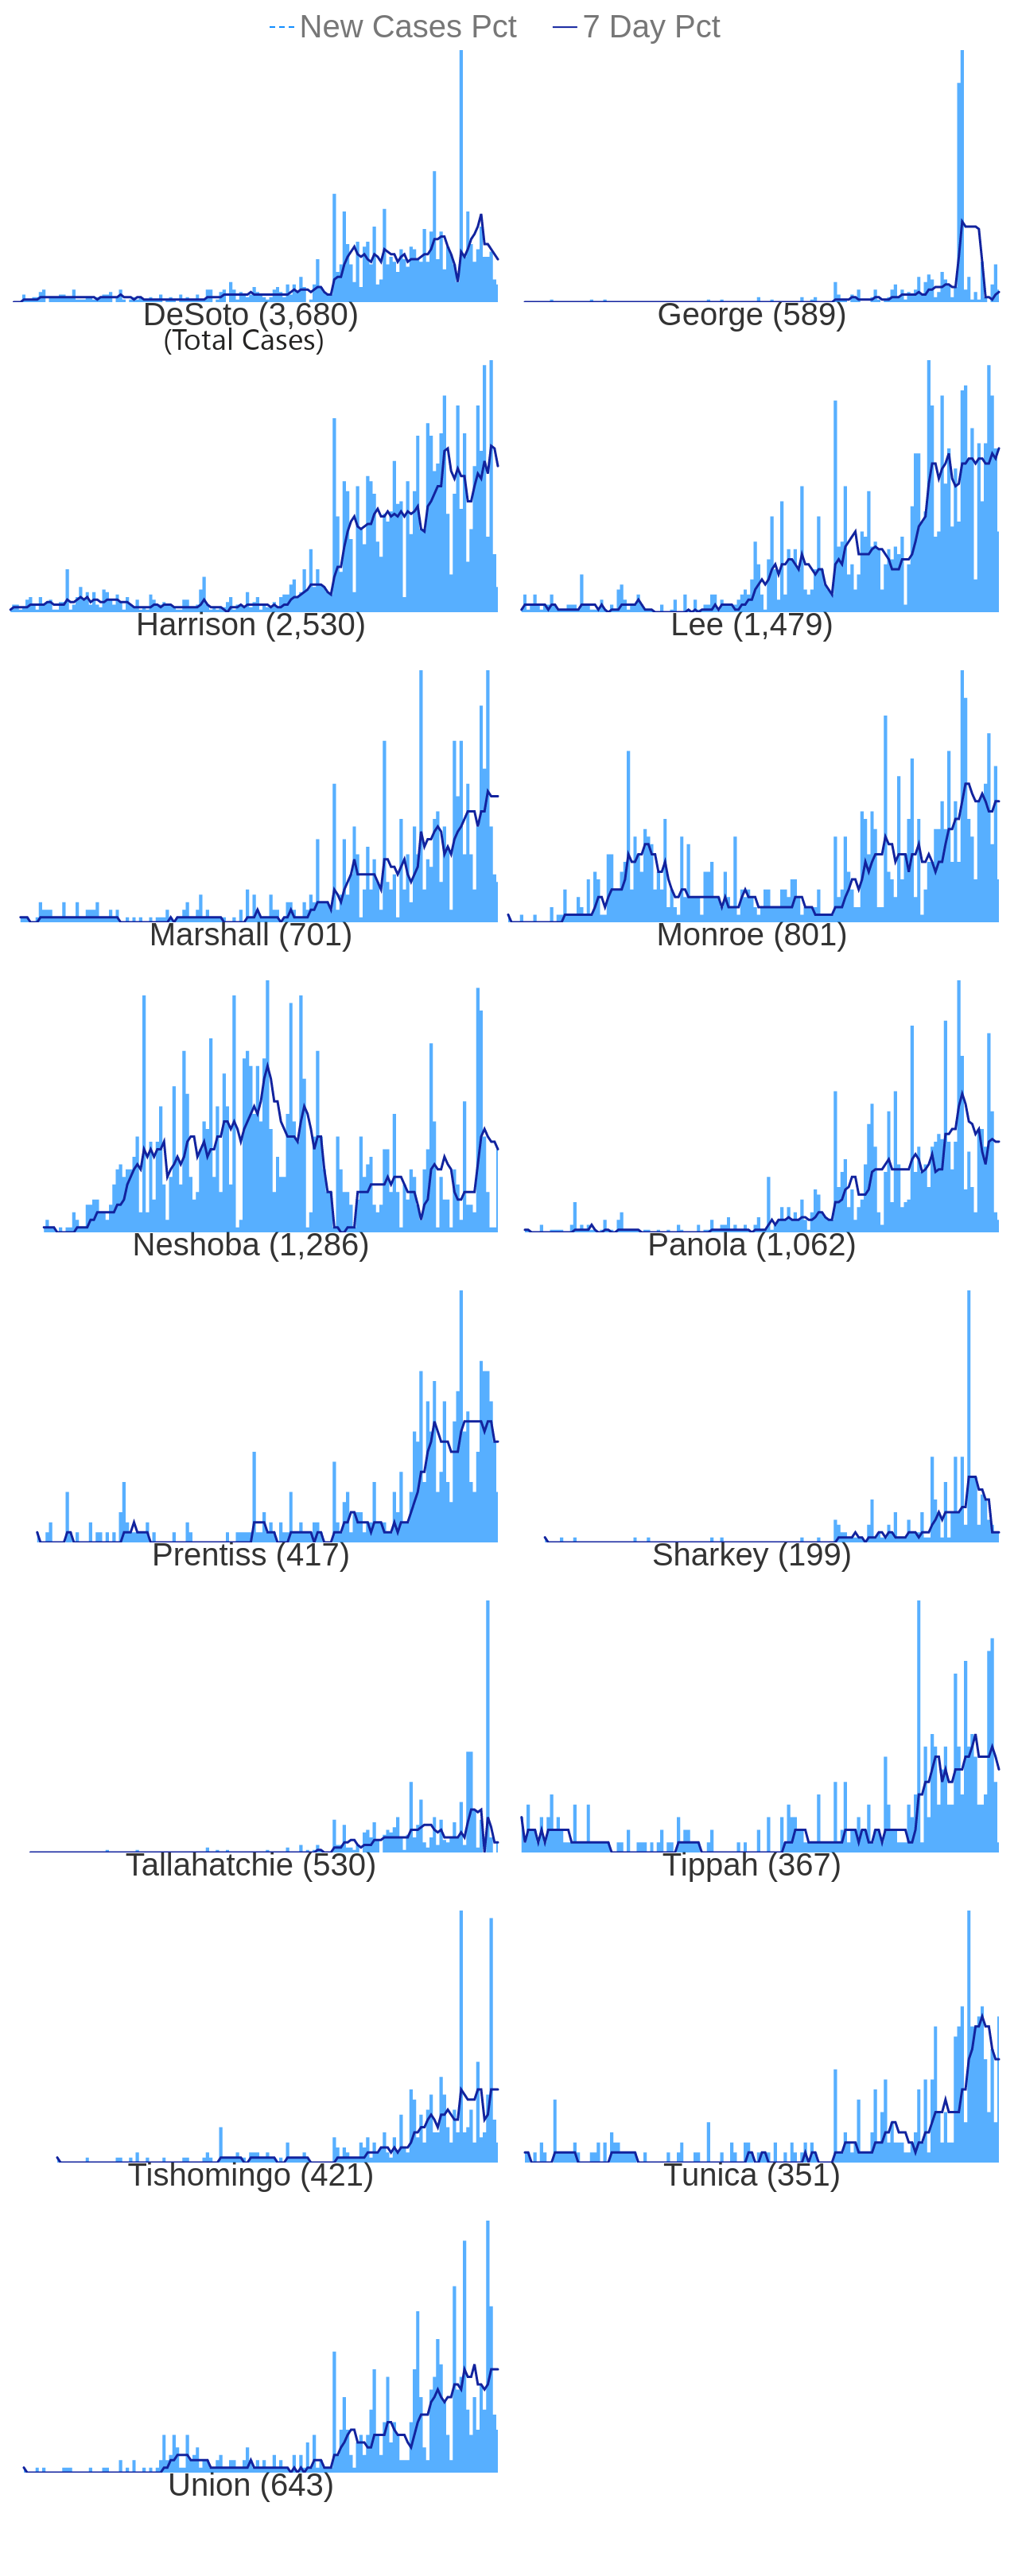 New Cases Pct 7 Day Pct
DeSoto (3,680) George (589)
(Total Cases)
Harrison (2,530) Lee (1,479)
Marshall (701) Monroe (801)
Neshoba (1,286) Panola (1,062)
Prentiss (417) Sharkey (199)
Tallahatchie (530) Tippah (367)
Tishomingo (421) Tunica (351)
Union (643)